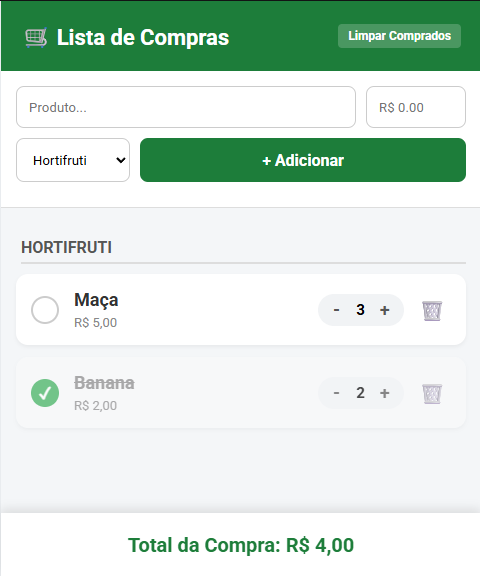 Lista de Compras
Limpar Comprados
Produto...
R$ 0.00
Hortifruti
+ Adicionar
HORTIFRUTI
Maça
R$ 5,00
- 3 +
Banana
R$ 2,00
- 2 +
Total da Compra: R$ 4,00